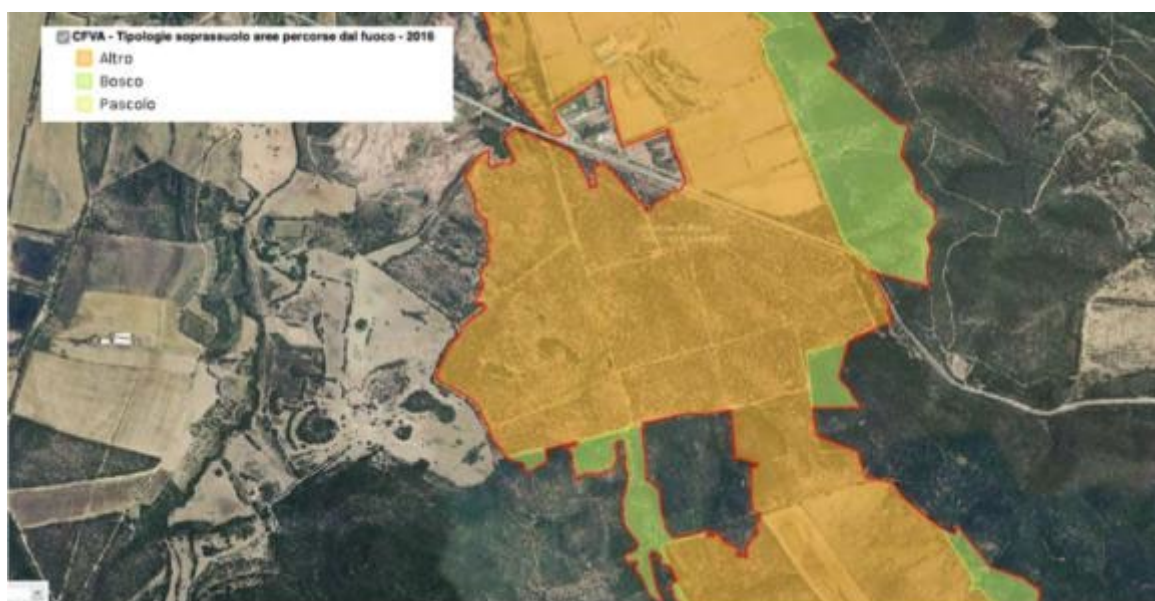 CFVA - Tipologie soprassuolo aree percorse dal fuoco - 2016
Altro
Bosco
Pascolo